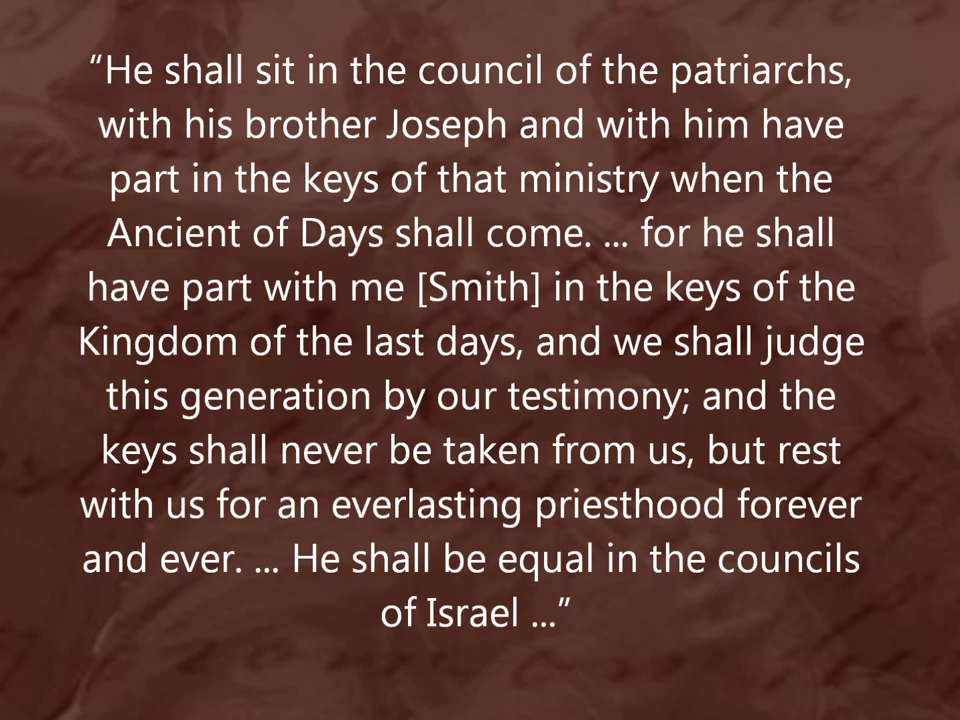 “He shall sit in the council of the patriarchs,
with his brother Joseph and with him have
part in the keys of that ministry when the
Ancient of Days shall come. ... for he shall
have part with me [Smith] in the keys of the
Kingdom of the last days, and we shall judge
this generation by our testimony; and the
keys shall never be taken from us, but rest
with us for an everlasting priesthood forever
and ever. ... He shall be equal in the councils
of Israel ...”